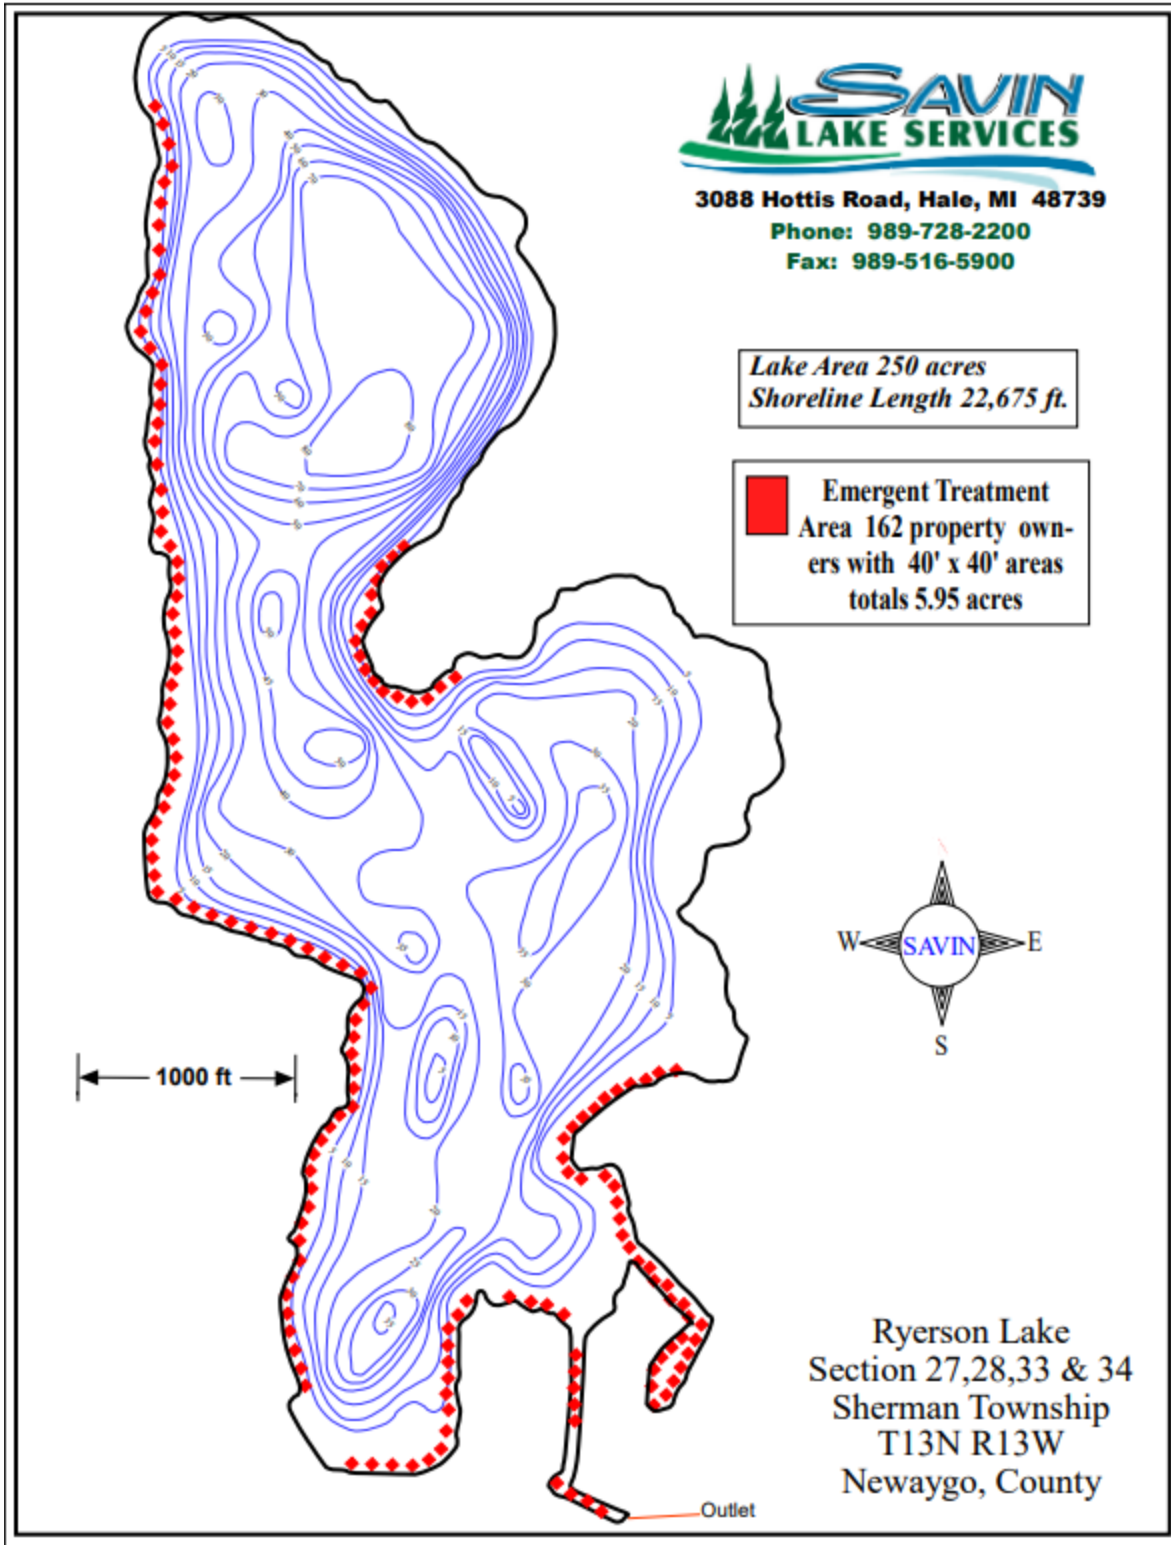 SAVIN
LAKE SERVICES
3088 Hottis Road, Hale, MI 48739
Phone: 989-728-2200
Fax: 989-516-5900
Lake Area 250 acres
Shoreline Length 22,675 ft.
Emergent Treatment
Area 162 property own-
ers with 40' x 40' areas
totals 5.95 acres
W
SAVIN
E
S
1000 ft
Ryerson Lake
Section 27,28,33 & 34
Sherman Township
T13N R13W
Newaygo, County
Outlet